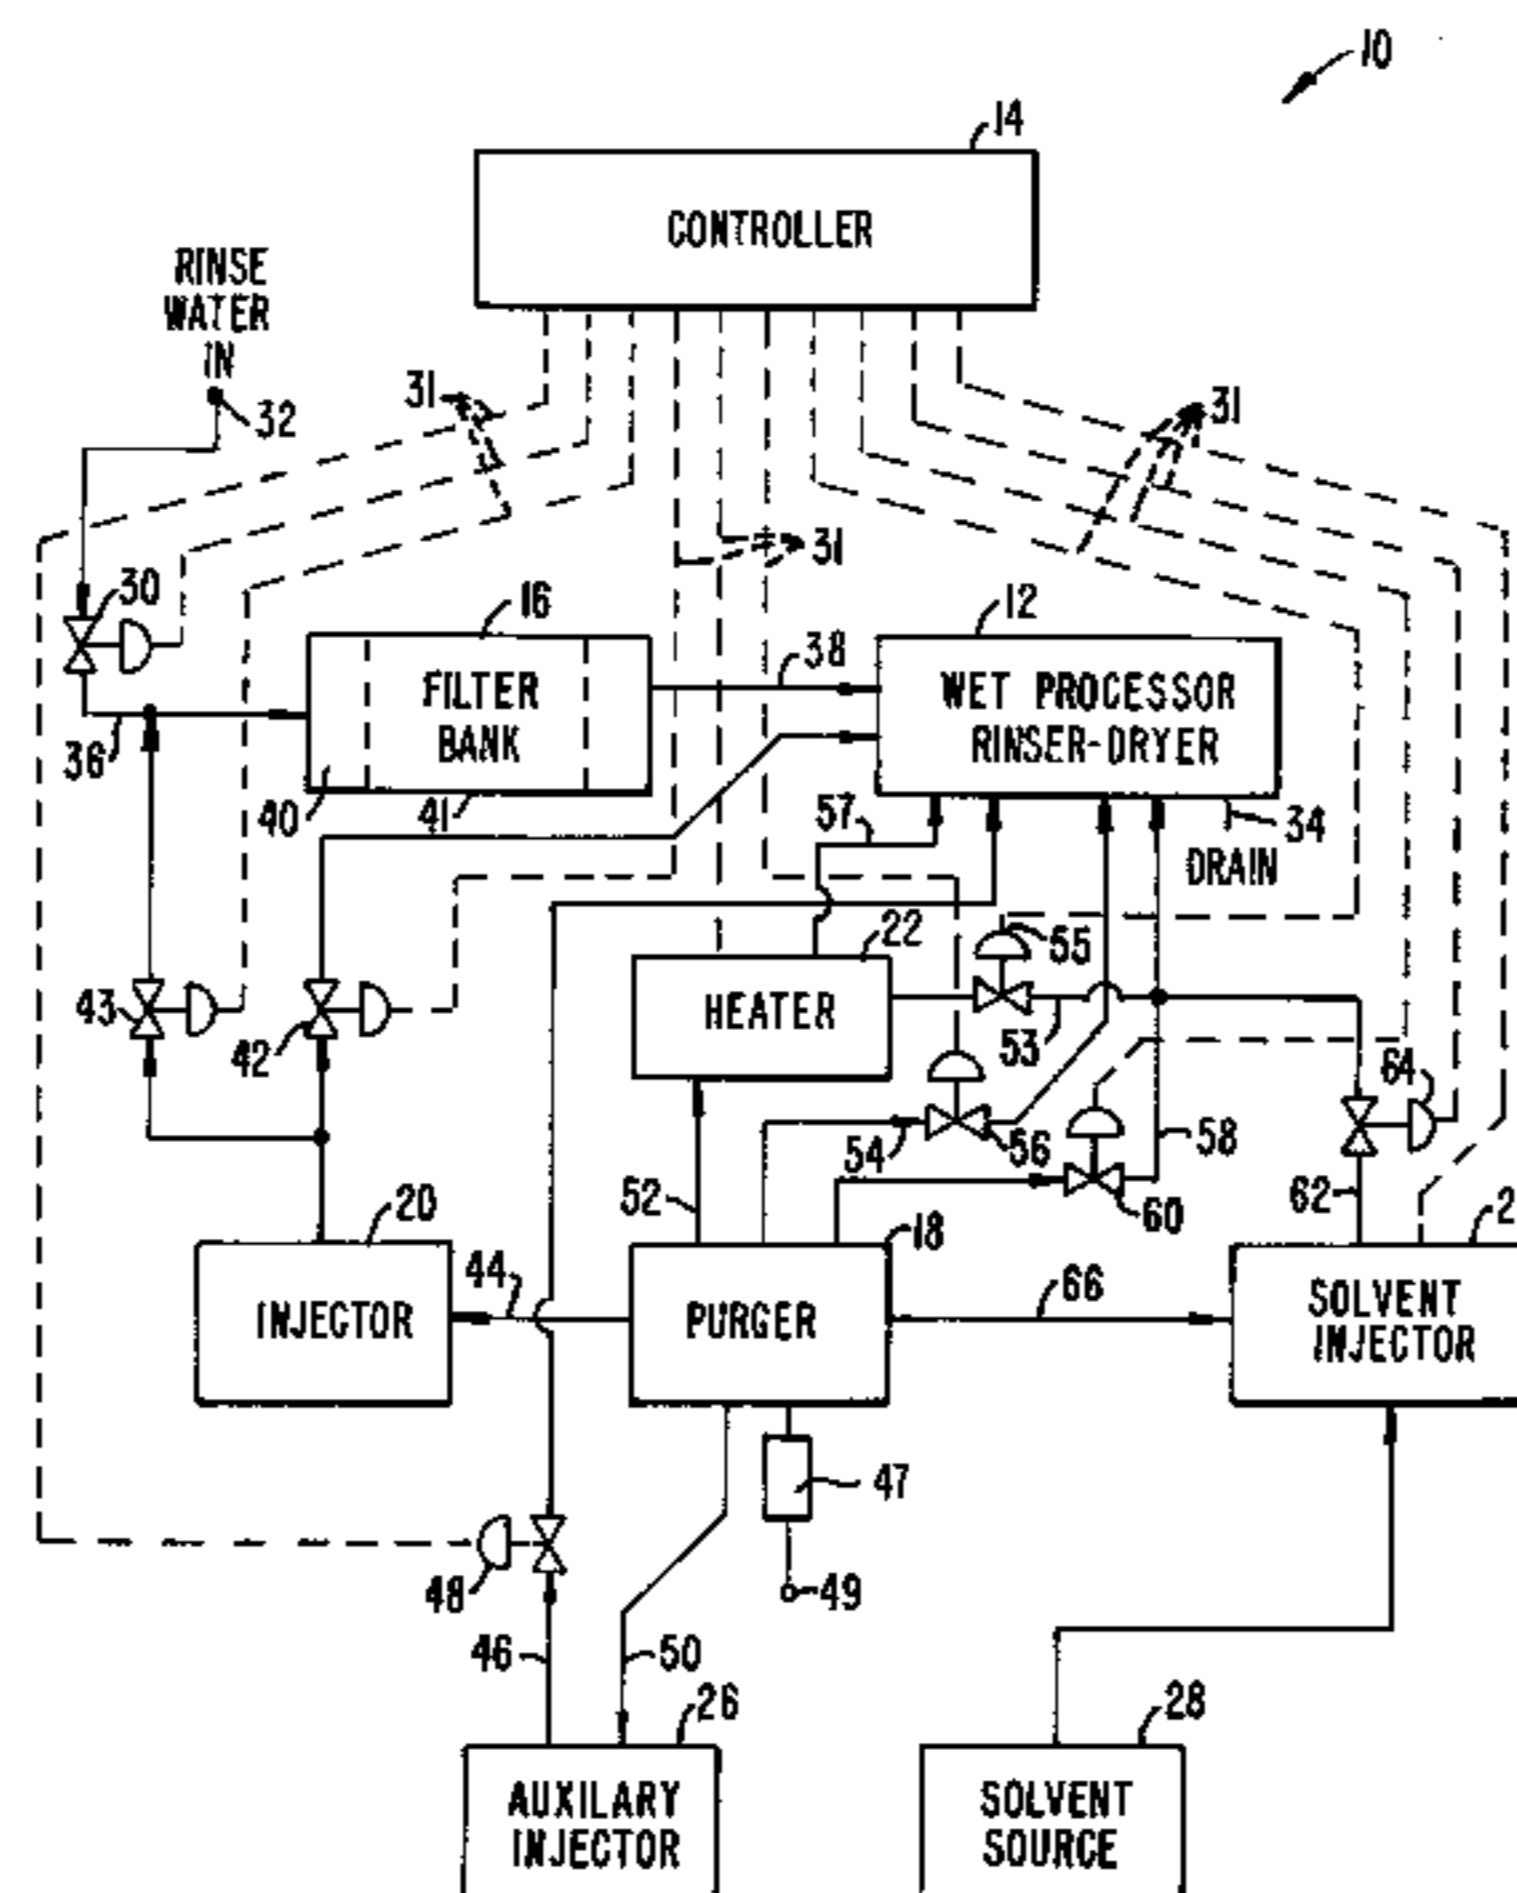 10
14
CONTROLLER
RINSE
WATER
IN
32
31
31
31
30
16
12
FILTER
BANK
38
WET PROCESSOR
RINSER-DRYER
36
40
41
57
34
DRAIN
22
55
HEATER
43
42
53
64
54
56
58
52
60
62
20
18
2
44
66
INJECTOR
PURGER
SOLVENT
INJECTOR
47
48
49
46
50
26
28
AUXILARY
INJECTOR
SOLVENT
SOURCE